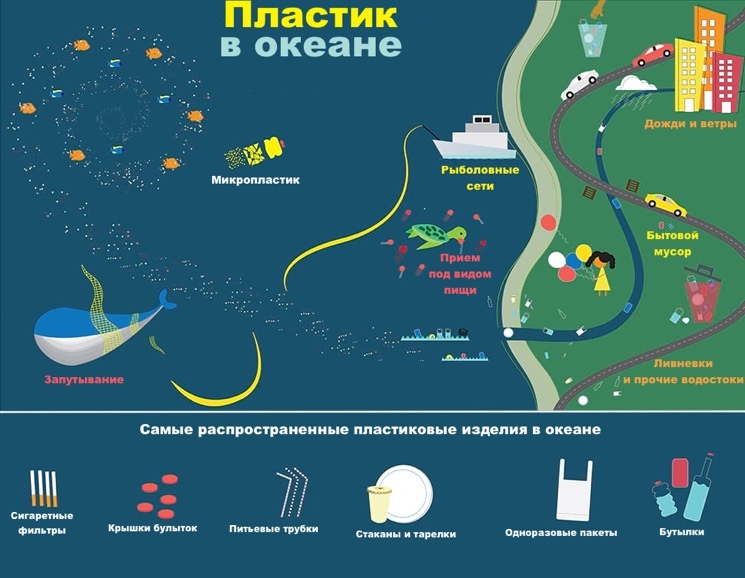 Пластик
в океане
Дожди и ветры
Микропластик
Рыболовные
сети
Бытовой
мусор
Прием
под видом
пищи
Запутывание
Ливневки
и прочие водостоки
Самые распространенные пластиковые изделия в океане
Сигаретные
фильтры
Крышки булыток
Питьевые трубки
Стаканы и тарелки
Одноразовые пакеты
Бутылки